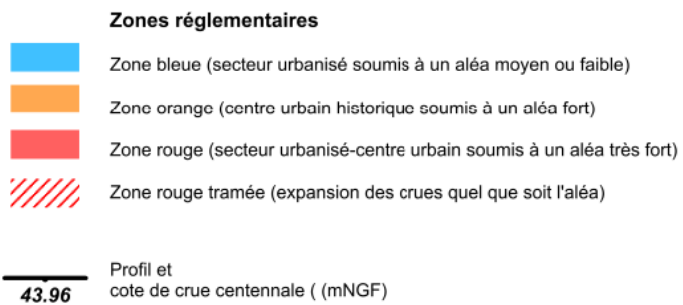 Zones réglementaires
Zone bleue (secteur urbanisé soumis à un aléa moyen ou faible)
Zone orange (centre urbain historique soumis à un aléa fort)
Zone rouge (secteur urbanisé-centre urbain soumis à un aléa très fort)
Zone rouge tramée (expansion des crues quel que soit l'aléa)
Profil et
43.96 cote de crue centennale ( (mNGF)